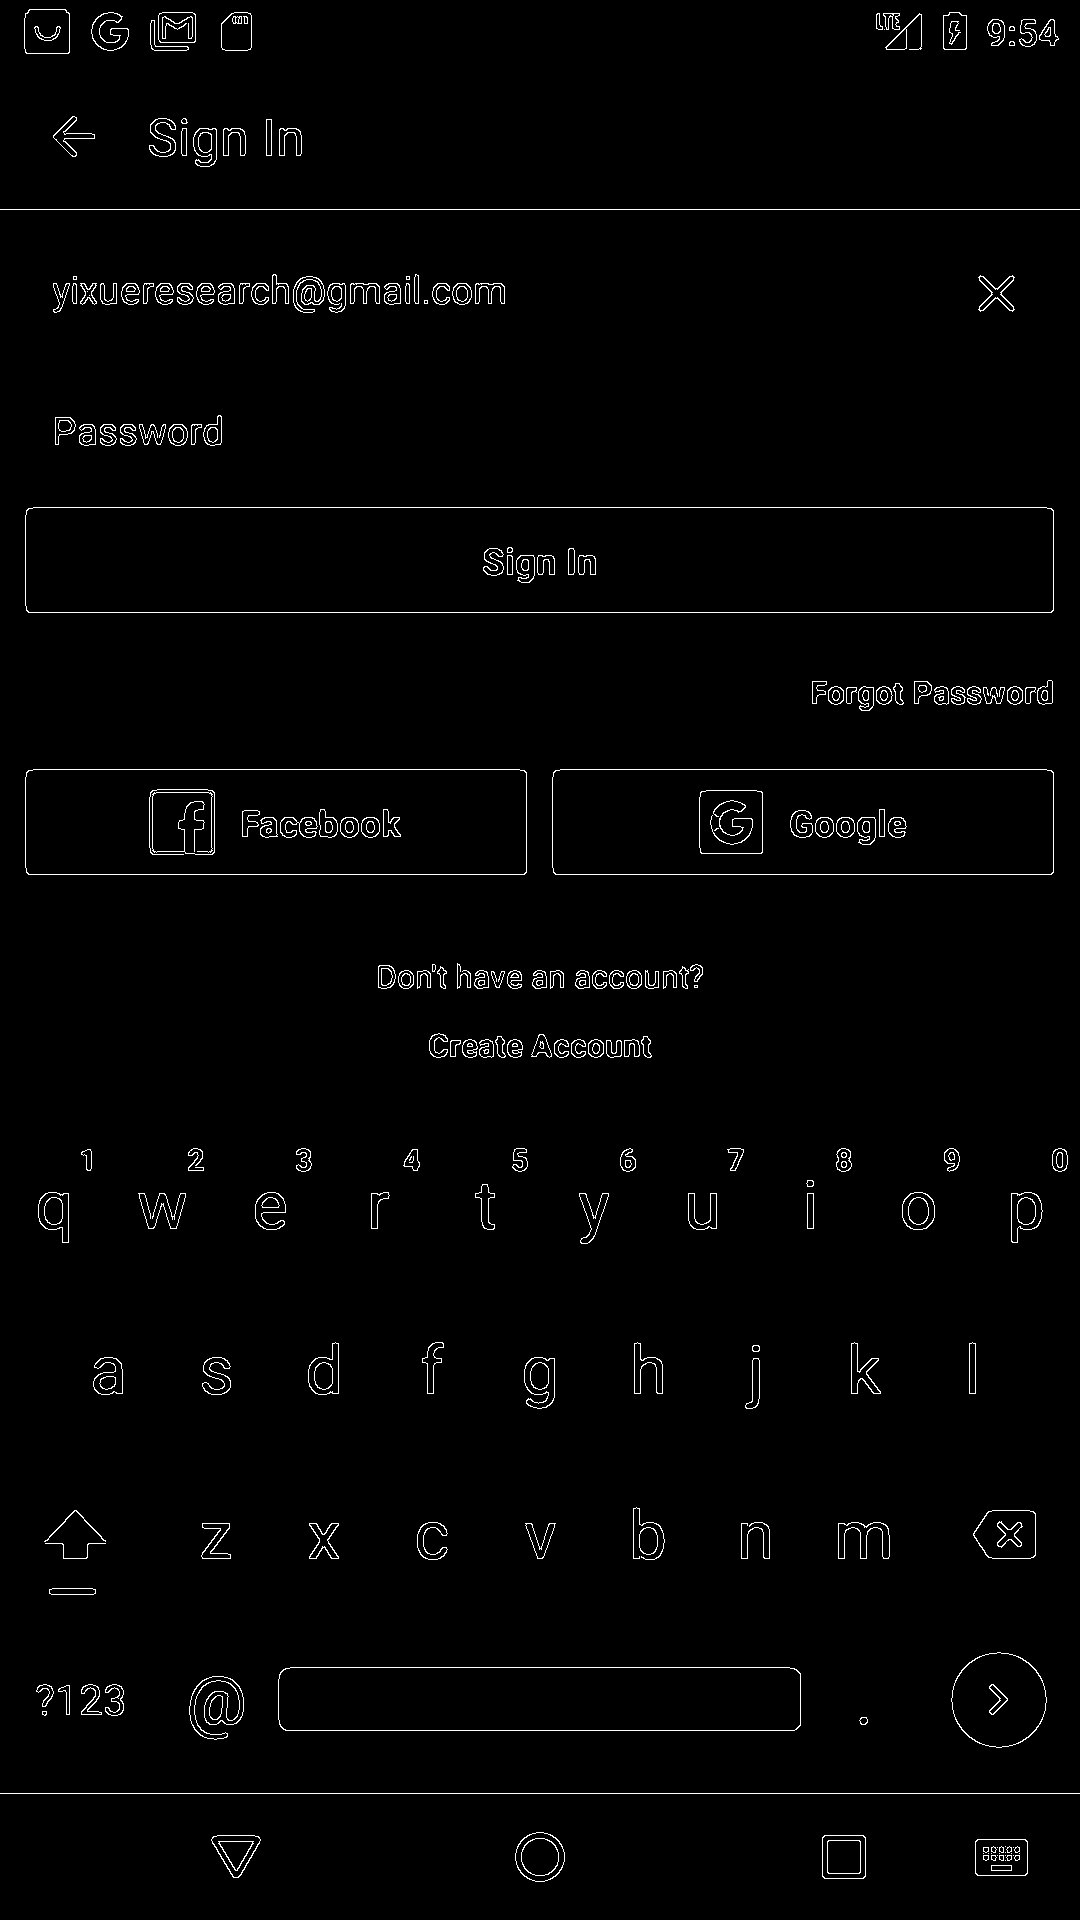 LTE 9:54
Sign In
yixueresearch@gmail.com
Password
Sign In
Forgot Password
Facebook Google
Don't have an account?
Create Account
1 2 3 4 5 6 7 8 9 0
q w e r t y u i o p
a s d f g h j k l
z x c v b n m
?123 @ .